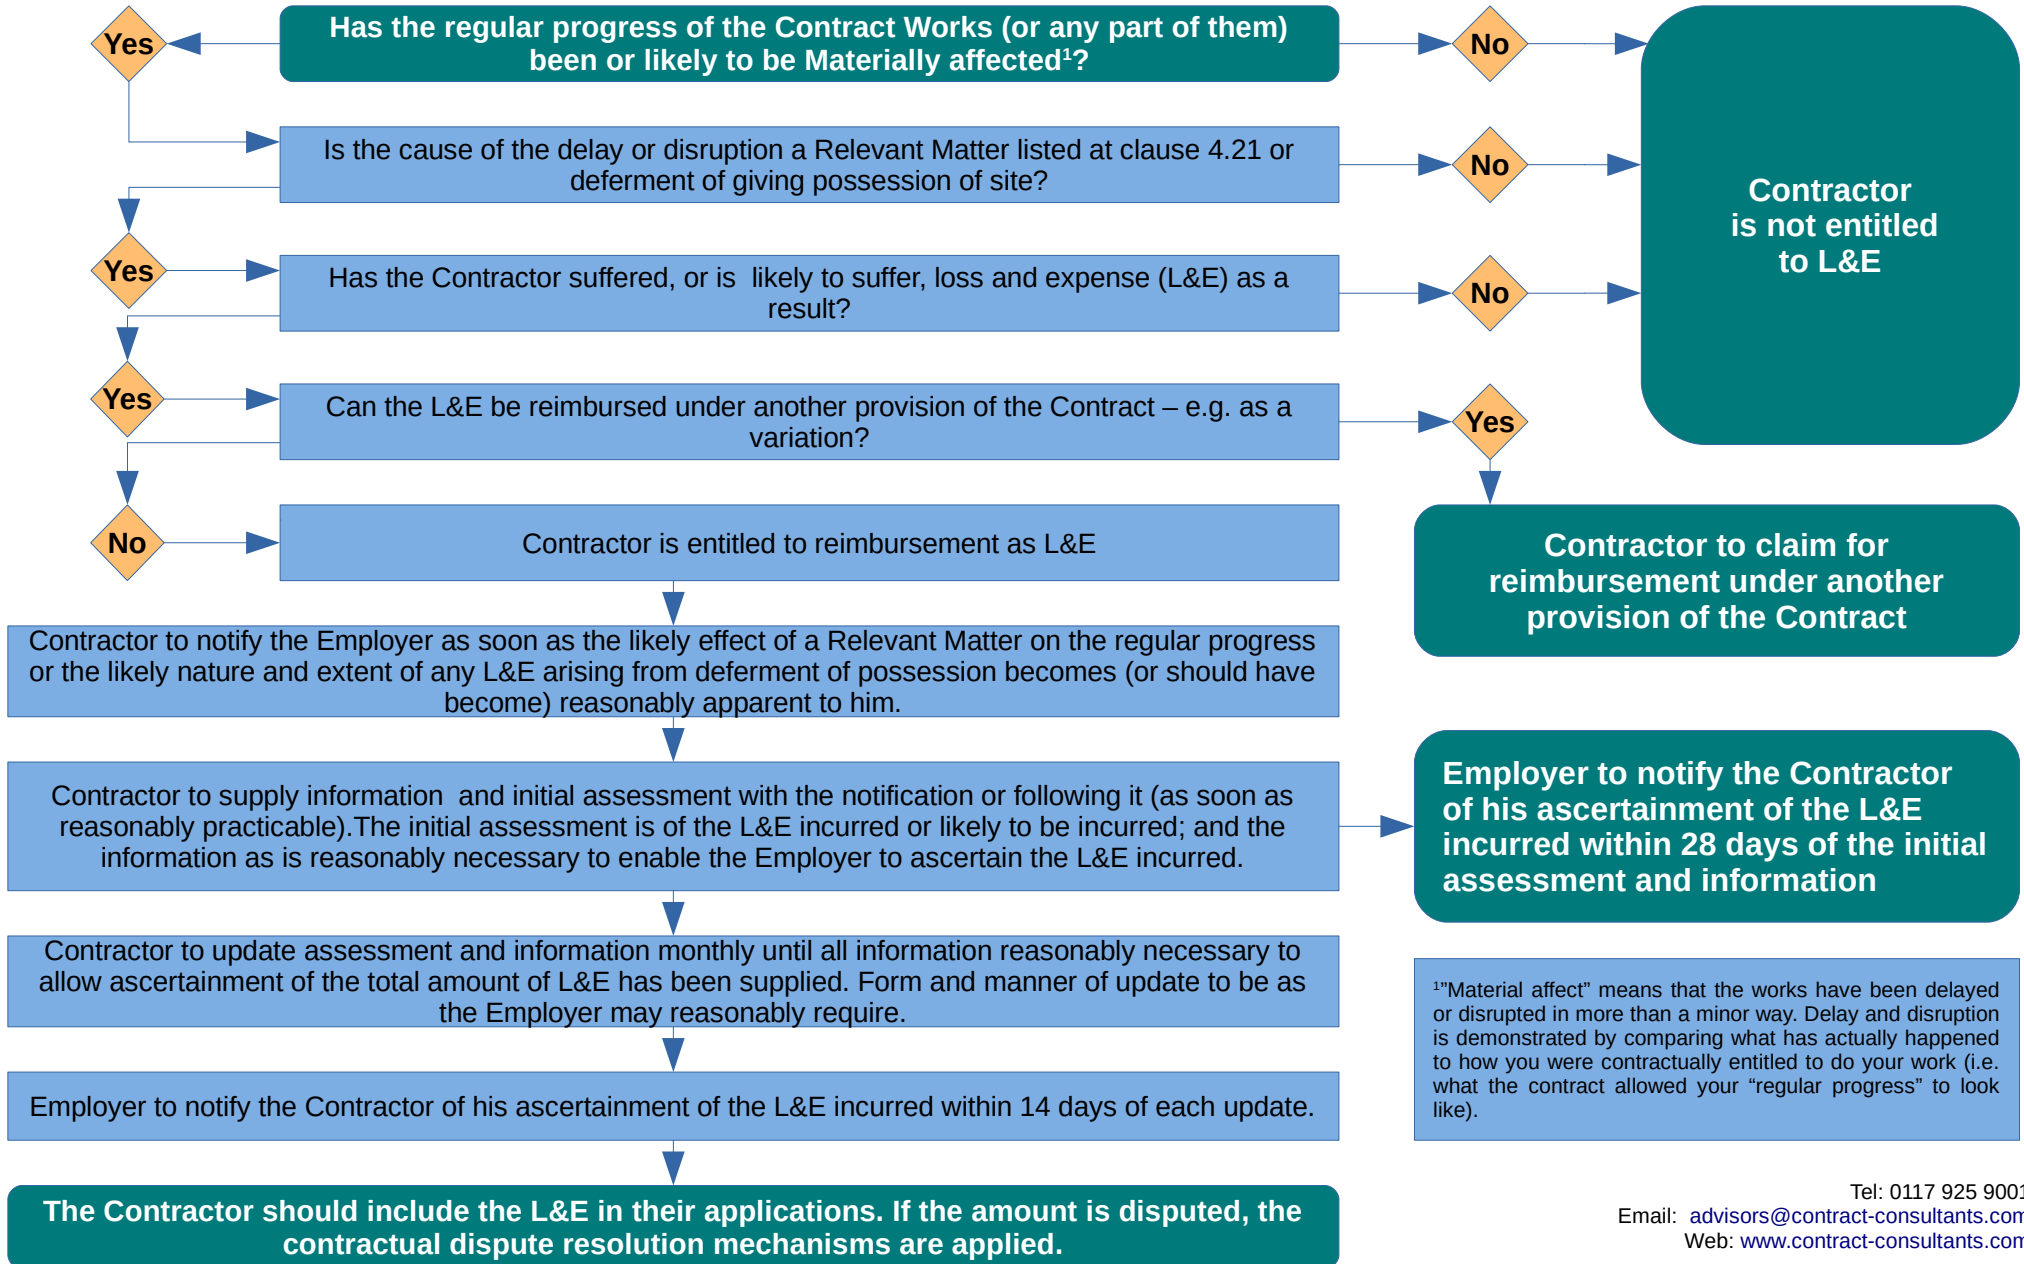 Yes
Has the regular progress of the Contract Works (or any part of them)
been or likely to be Materially affected¹?
No
Is the cause of the delay or disruption a Relevant Matter listed at clause 4.21 or
deferment of giving possession of site?
No
Contractor
is not entitled
to L&E
Yes
Has the Contractor suffered, or is  likely to suffer, loss and expense (L&E) as a
result?
No
Yes
Can the L&E be reimbursed under another provision of the Contract – e.g. as a
variation?
Yes
No
Contractor is entitled to reimbursement as L&E
Contractor to claim for
reimbursement under another
provision of the Contract
Contractor to notify the Employer as soon as the likely effect of a Relevant Matter on the regular progress
or the likely nature and extent of any L&E arising from deferment of possession becomes (or should have
become) reasonably apparent to him.
Contractor to supply information  and initial assessment with the notification or following it (as soon as
reasonably practicable).The initial assessment is of the L&E incurred or likely to be incurred; and the
information as is reasonably necessary to enable the Employer to ascertain the L&E incurred.
Employer to notify the Contractor
of his ascertainment of the L&E
incurred within 28 days of the initial
assessment and information
Contractor to update assessment and information monthly until all information reasonably necessary to
allow ascertainment of the total amount of L&E has been supplied. Form and manner of update to be as
the Employer may reasonably require.
¹”Material affect” means that the works have been delayed
or disrupted in more than a minor way. Delay and disruption
is demonstrated by comparing what has actually happened
to how you were contractually entitled to do your work (i.e.
what the contract allowed your “regular progress” to look
like).
Employer to notify the Contractor of his ascertainment of the L&E incurred within 14 days of each update.
The Contractor should include the L&E in their applications. If the amount is disputed, the
contractual dispute resolution mechanisms are applied.
Tel: 0117 925 9001
Email:  advisors@contract-consultants.com
Web: www.contract-consultants.com